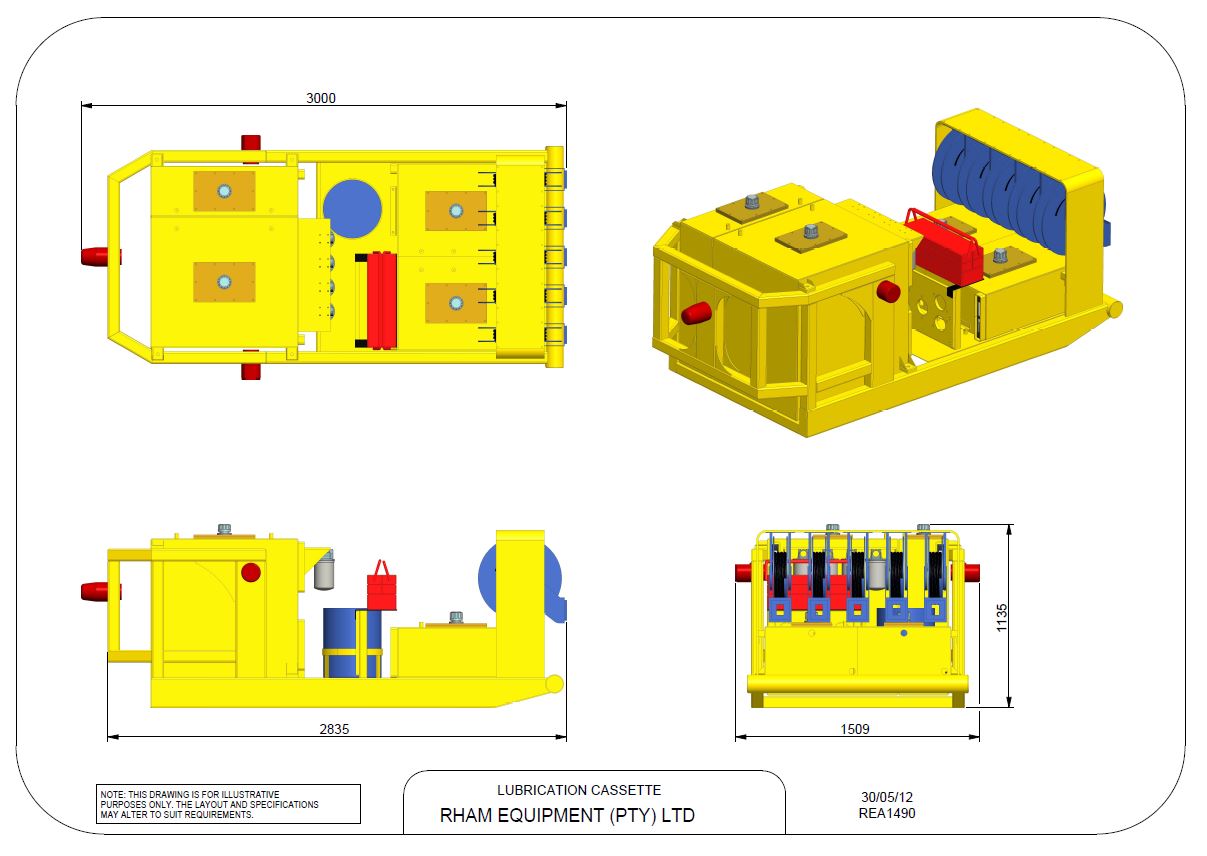 3000
2835
1509
1135
NOTE: THIS DRAWING IS FOR ILLUSTRATIVE
PURPOSES ONLY. THE LAYOUT AND SPECIFICATIONS
MAY ALTER TO SUIT REQUIREMENTS.
LUBRICATION CASSETTE
RHAM EQUIPMENT (PTY) LTD
30/05/12
REA1490